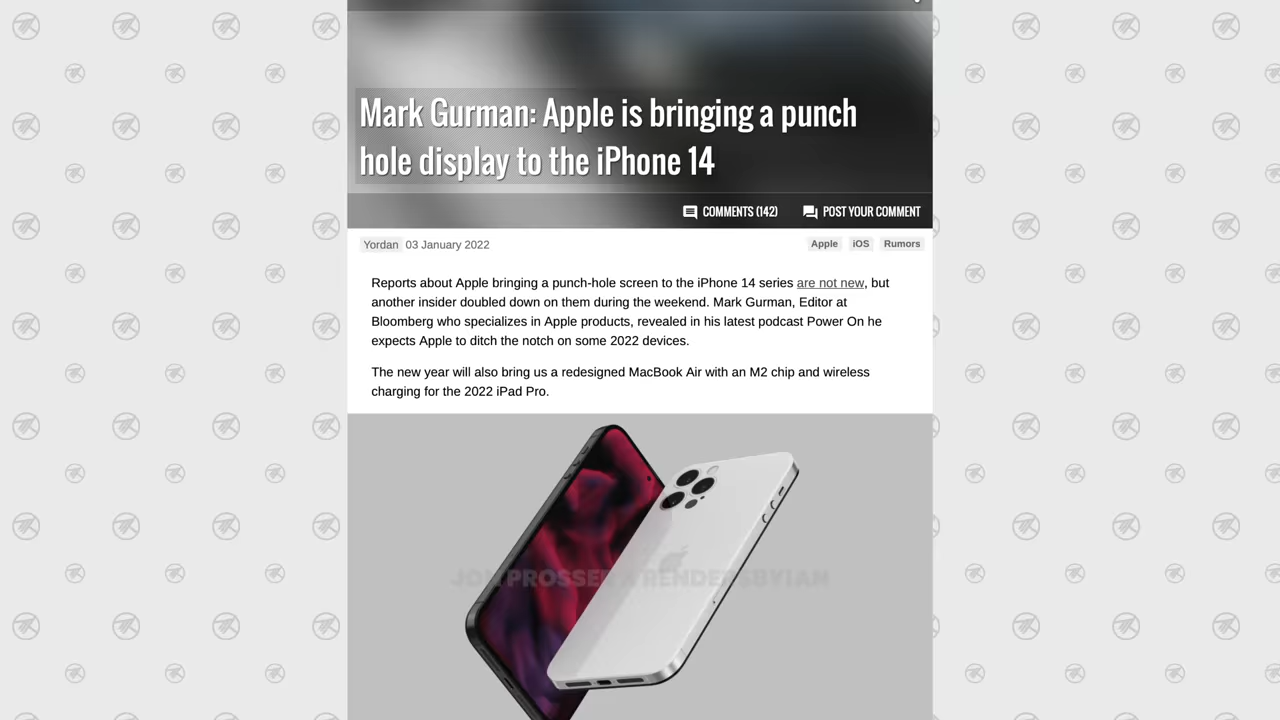 Mark Gurman: Apple is bringing a punch
hole display to the iPhone 14
COMMENTS (142) POST YOUR COMMENT
Yordan 03 January 2022 Apple iOS Rumors
Reports about Apple bringing a punch-hole screen to the iPhone 14 series are not new, but
another insider doubled down on them during the weekend. Mark Gurman, Editor at
Bloomberg who specializes in Apple products, revealed in his latest podcast Power On he
expects Apple to ditch the notch on some 2022 devices.
The new year will also bring us a redesigned MacBook Air with an M2 chip and wireless
charging for the 2022 iPad Pro.
JON PROSSER X RENDERSBYIAN